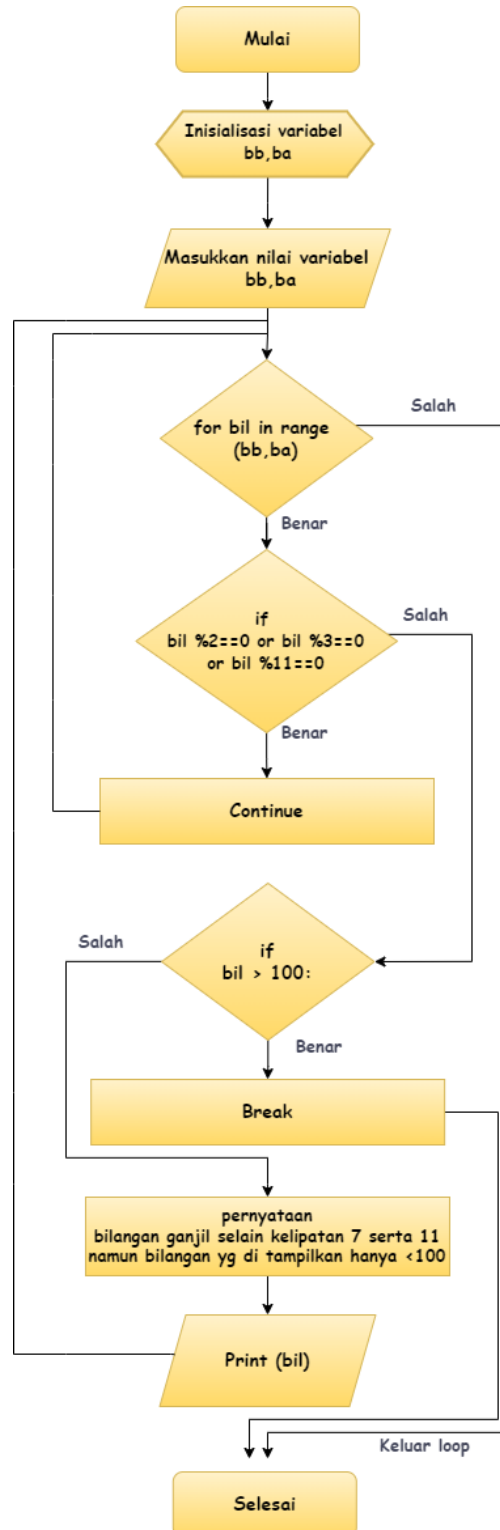 Mulai
Inisialisasi variabel
bb,ba
Masukkan nilai variabel
bb,ba
for bil in range
(bb,ba)
Salah
Benar
if
bil %2==0 or bil %3==0
or bil %11==0
Salah
Benar
Continue
if
bil > 100:
Salah
Benar
Break
pernyataan
bilangan ganjil selain kelipatan 7 serta 11
namun bilangan yg di tampilkan hanya <100
Print (bil)
Keluar loop
Selesai